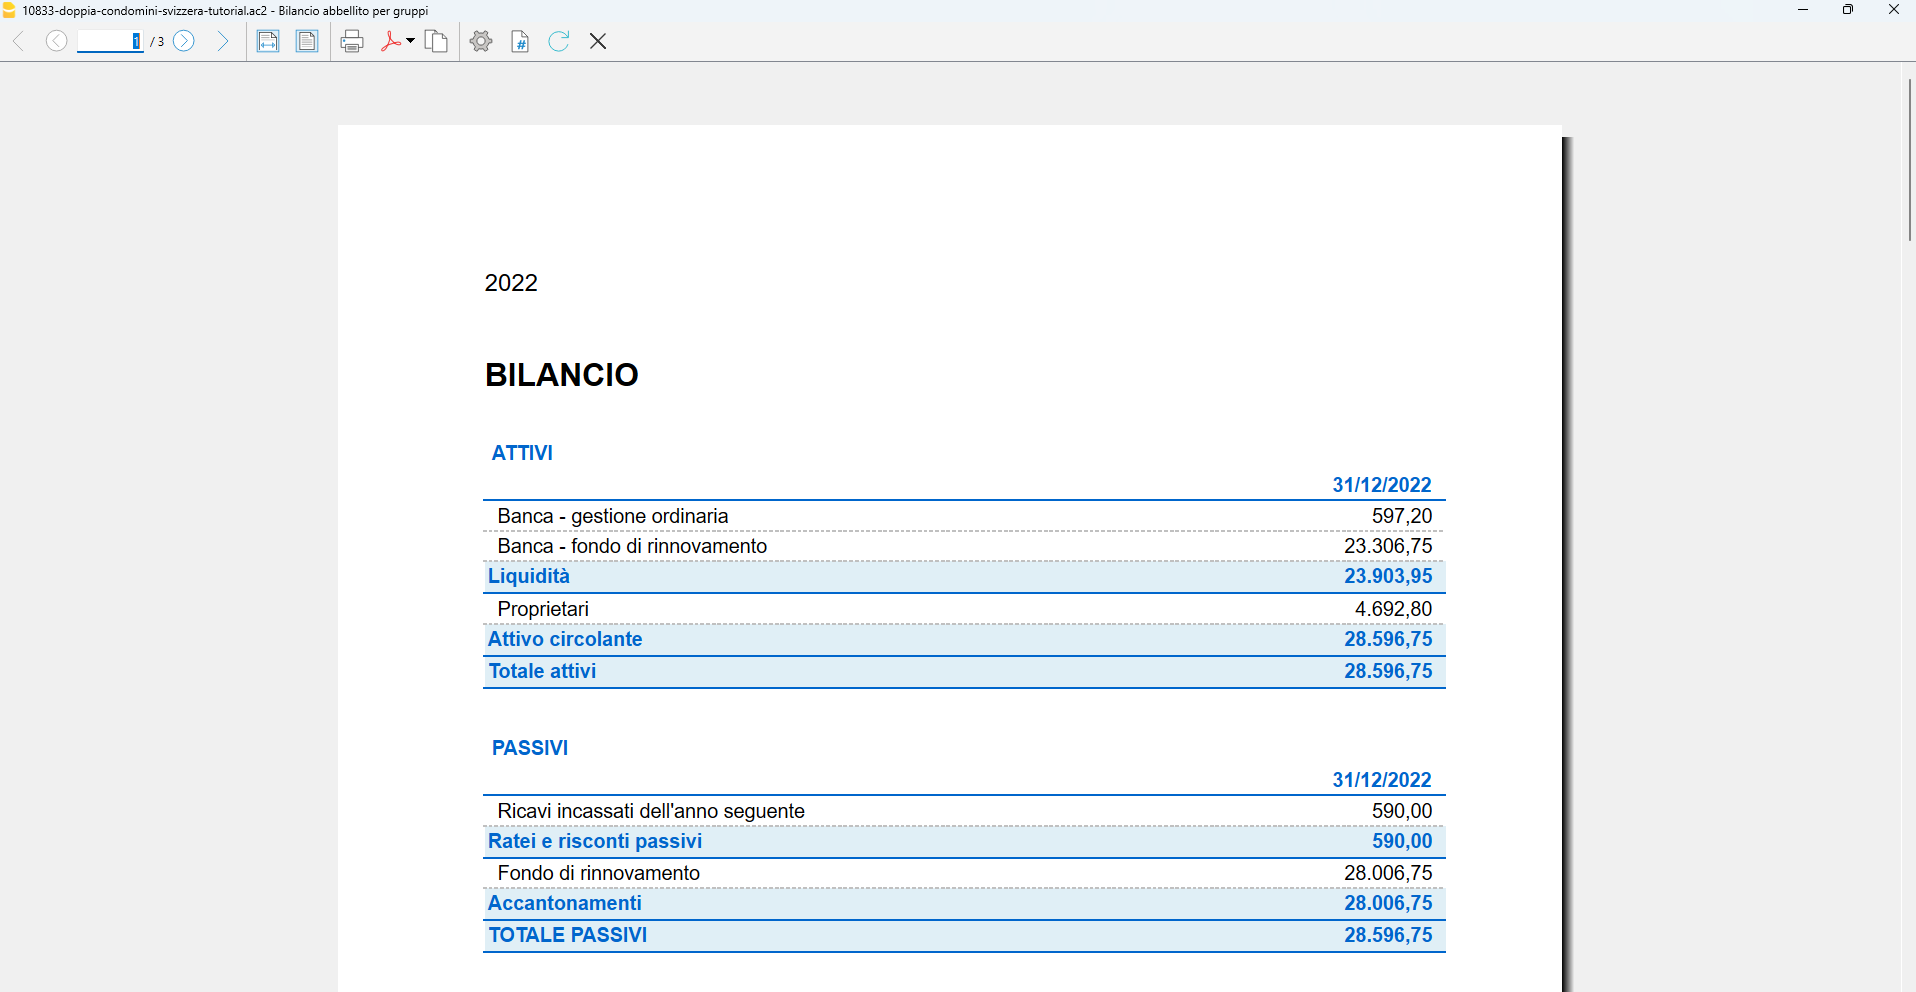 10833-doppia-condomini-svizzera-tutorial.ac2 - Bilancio abbellito per gruppi
1 / 3
#
2022
BILANCIO
ATTIVI
31/12/2022
Banca - gestione ordinaria 597,20
Banca - fondo di rinnovamento 23.306,75
Liquidità 23.903,95
Proprietari 4.692,80
Attivo circolante 28.596,75
Totale attivi 28.596,75
PASSIVI
31/12/2022
Ricavi incassati dell'anno seguente 590,00
Ratei e risconti passivi 590,00
Fondo di rinnovamento 28.006,75
Accantonamenti 28.006,75
TOTALE PASSIVI 28.596,75